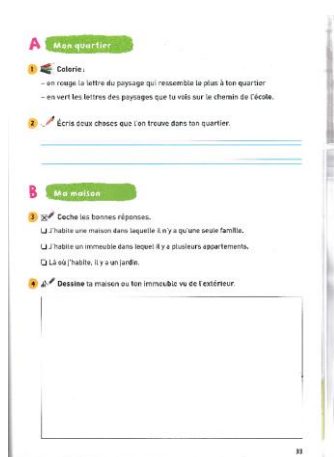 A Mon quartier
1 Colorie :
– en rouge la lettre du paysage qui ressemble le plus à ton quartier
– en vert les lettres des paysages que tu vois sur le chemin de l'école.
2 Écris deux choses que l'on trouve dans ton quartier.
B Ma maison
3 Coche les bonnes réponses.
J'habite une maison dans laquelle il n'y a qu'une seule famille.
J'habite un immeuble dans lequel il y a plusieurs appartements.
Là où j'habite, il y a un jardin.
4 Dessine ta maison ou ton immeuble vu de l'extérieur.
33